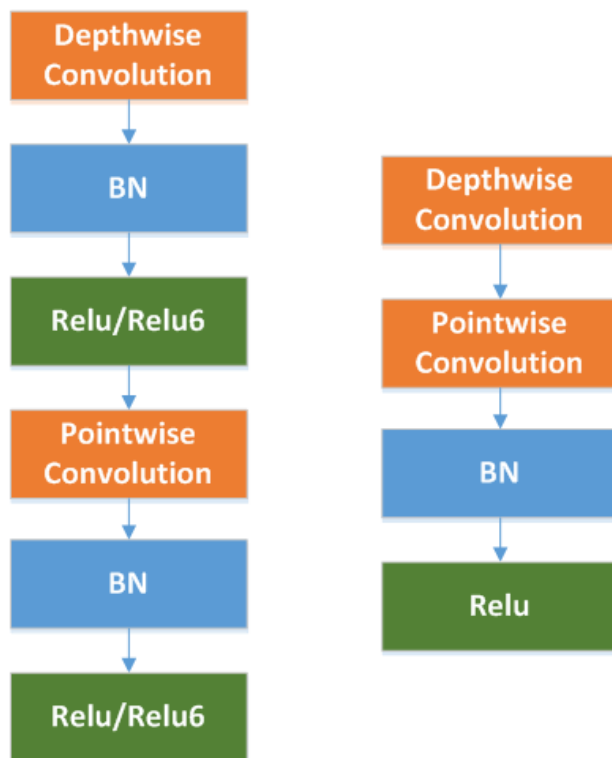 Depthwise
Convolution
BN
Relu/Relu6
Pointwise
Convolution
BN
Relu/Relu6
Depthwise
Convolution
Pointwise
Convolution
BN
Relu